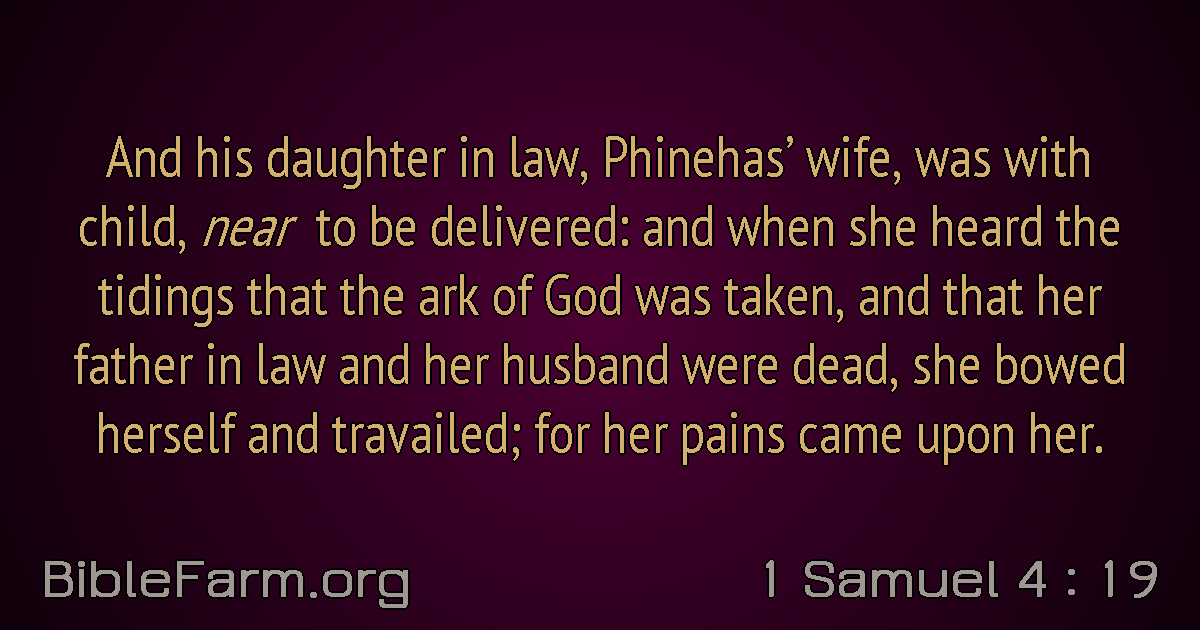 And his daughter in law, Phinehas’ wife, was with
child, near to be delivered: and when she heard the
tidings that the ark of God was taken, and that her
father in law and her husband were dead, she bowed
herself and travailed; for her pains came upon her.
BibleFarm.org
1 Samuel 4 : 19